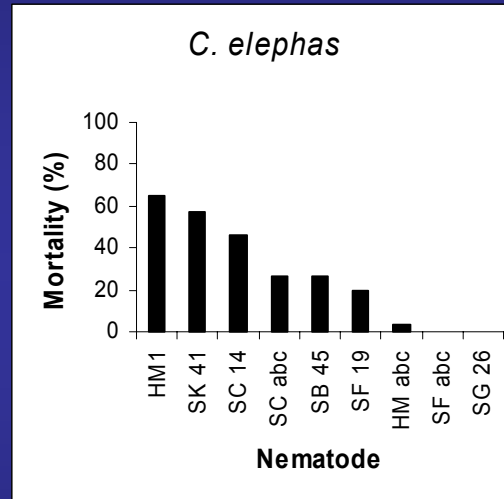 C. elephas
Mortality (%)
100
80
60
40
20
0
HM1
SK 41
SC 14
SC abc
SB 45
SF 19
HM abc
SF abc
SG 26
Nematode